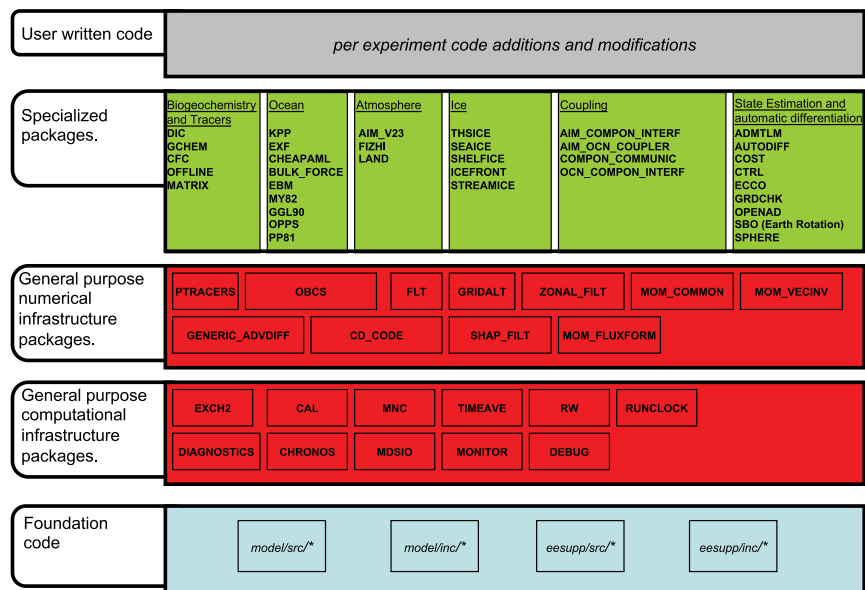 User written code
per experiment code additions and modifications
Specialized
packages.
Biogeochemistry
and Tracers
DIC
GCHEM
CFC
OFFLINE
MATRIX
Ocean
KPP
EXF
CHEAPAML
BULK_FORCE
EBM
MY82
GGL90
OPPS
PP81
Atmosphere
AIM_V23
FIZHI
LAND
Ice
THSICE
SEAICE
SHELFICE
ICEFRONT
STREAMICE
Coupling
AIM_COMPON_INTERF
AIM_OCN_COUPLER
COMPON_COMMUNIC
OCN_COMPON_INTERF
State Estimation and
automatic differentiation
ADMTLM
AUTODIFF
COST
CTRL
ECCO
GRDCHK
OPENAD
SBO (Earth Rotation)
SPHERE
General purpose
numerical
infrastructure
packages.
PTRACERS
OBCS
FLT
GRIDALT
ZONAL_FILT
MOM_COMMON
MOM_VECINV
GENERIC_ADVDIFF
CD_CODE
SHAP_FILT
MOM_FLUXFORM
General purpose
computational
infrastructure
packages.
EXCH2
CAL
MNC
TIMEAVE
RW
RUNCLOCK
DIAGNOSTICS
CHRONOS
MDSIO
MONITOR
DEBUG
Foundation
code
model/src/*
model/inc/*
eesupp/src/*
eesupp/inc/*